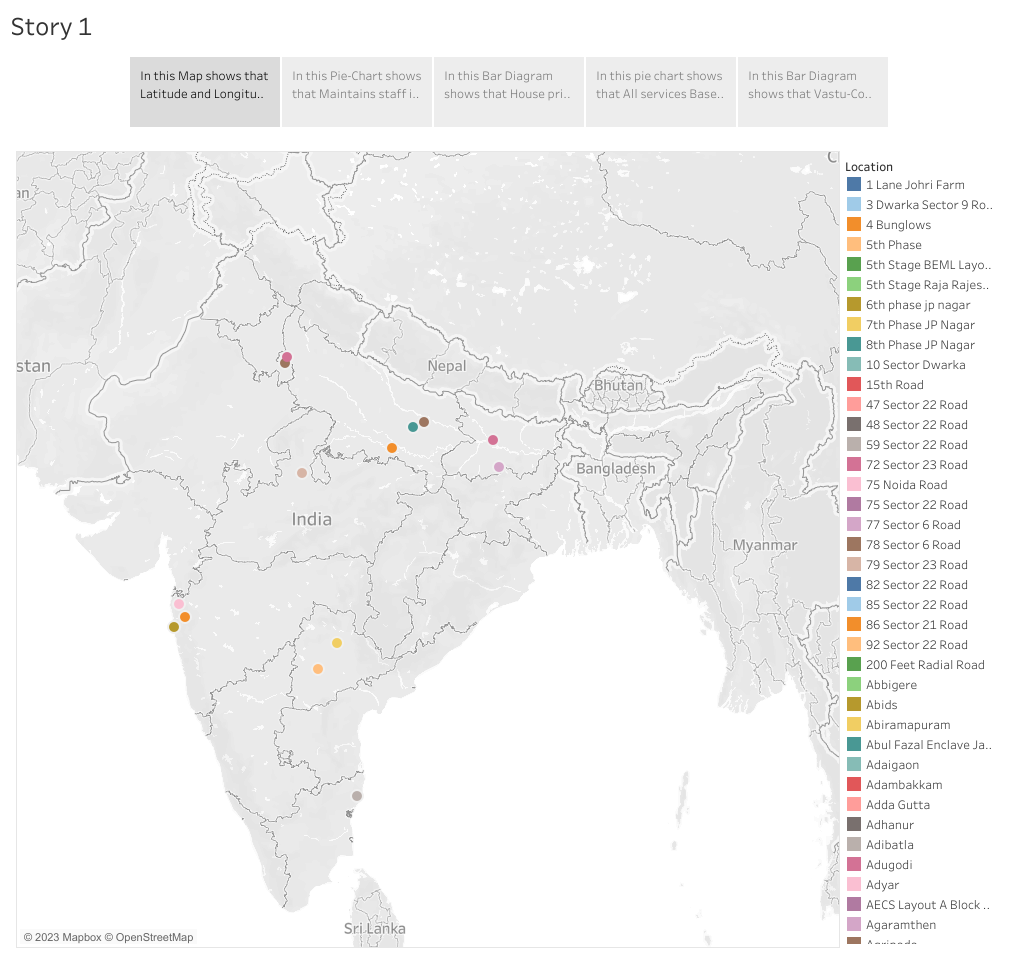 Story 1
In this Map shows that
Latitude and Longitu..
In this Pie-Chart shows
that Maintains staff i..
In this Bar Diagram
shows that House pri..
In this pie chart shows
that All services Base..
In this Bar Diagram
shows that Vastu-Co..
an
stan
Nepal
Bhutan
Bangladesh
India
Myanmar
Sri Lanka
© 2023 Mapbox © OpenStreetMap
Location
1 Lane Johri Farm
3 Dwarka Sector 9 Ro..
4 Bunglows
5th Phase
5th Stage BEML Layo..
5th Stage Raja Rajes..
6th phase jp nagar
7th Phase JP Nagar
8th Phase JP Nagar
10 Sector Dwarka
15th Road
47 Sector 22 Road
48 Sector 22 Road
59 Sector 22 Road
72 Sector 23 Road
75 Noida Road
75 Sector 22 Road
77 Sector 6 Road
78 Sector 6 Road
79 Sector 23 Road
82 Sector 22 Road
85 Sector 22 Road
86 Sector 21 Road
92 Sector 22 Road
200 Feet Radial Road
Abbigere
Abids
Abiramapuram
Abul Fazal Enclave Ja..
Adaigaon
Adambakkam
Adda Gutta
Adhanur
Adibatla
Adugodi
Adyar
AECS Layout A Block ..
Agaramthen